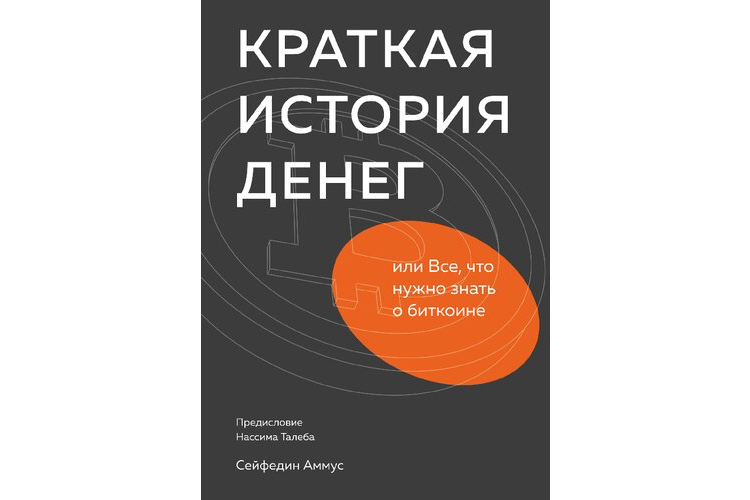 КРАТКАЯ
ИСТОРИЯ
ДЕНЕГ
или Все, что
нужно знать
о биткоине
Предисловие
Нассима Талеба
Сейфедин Аммус